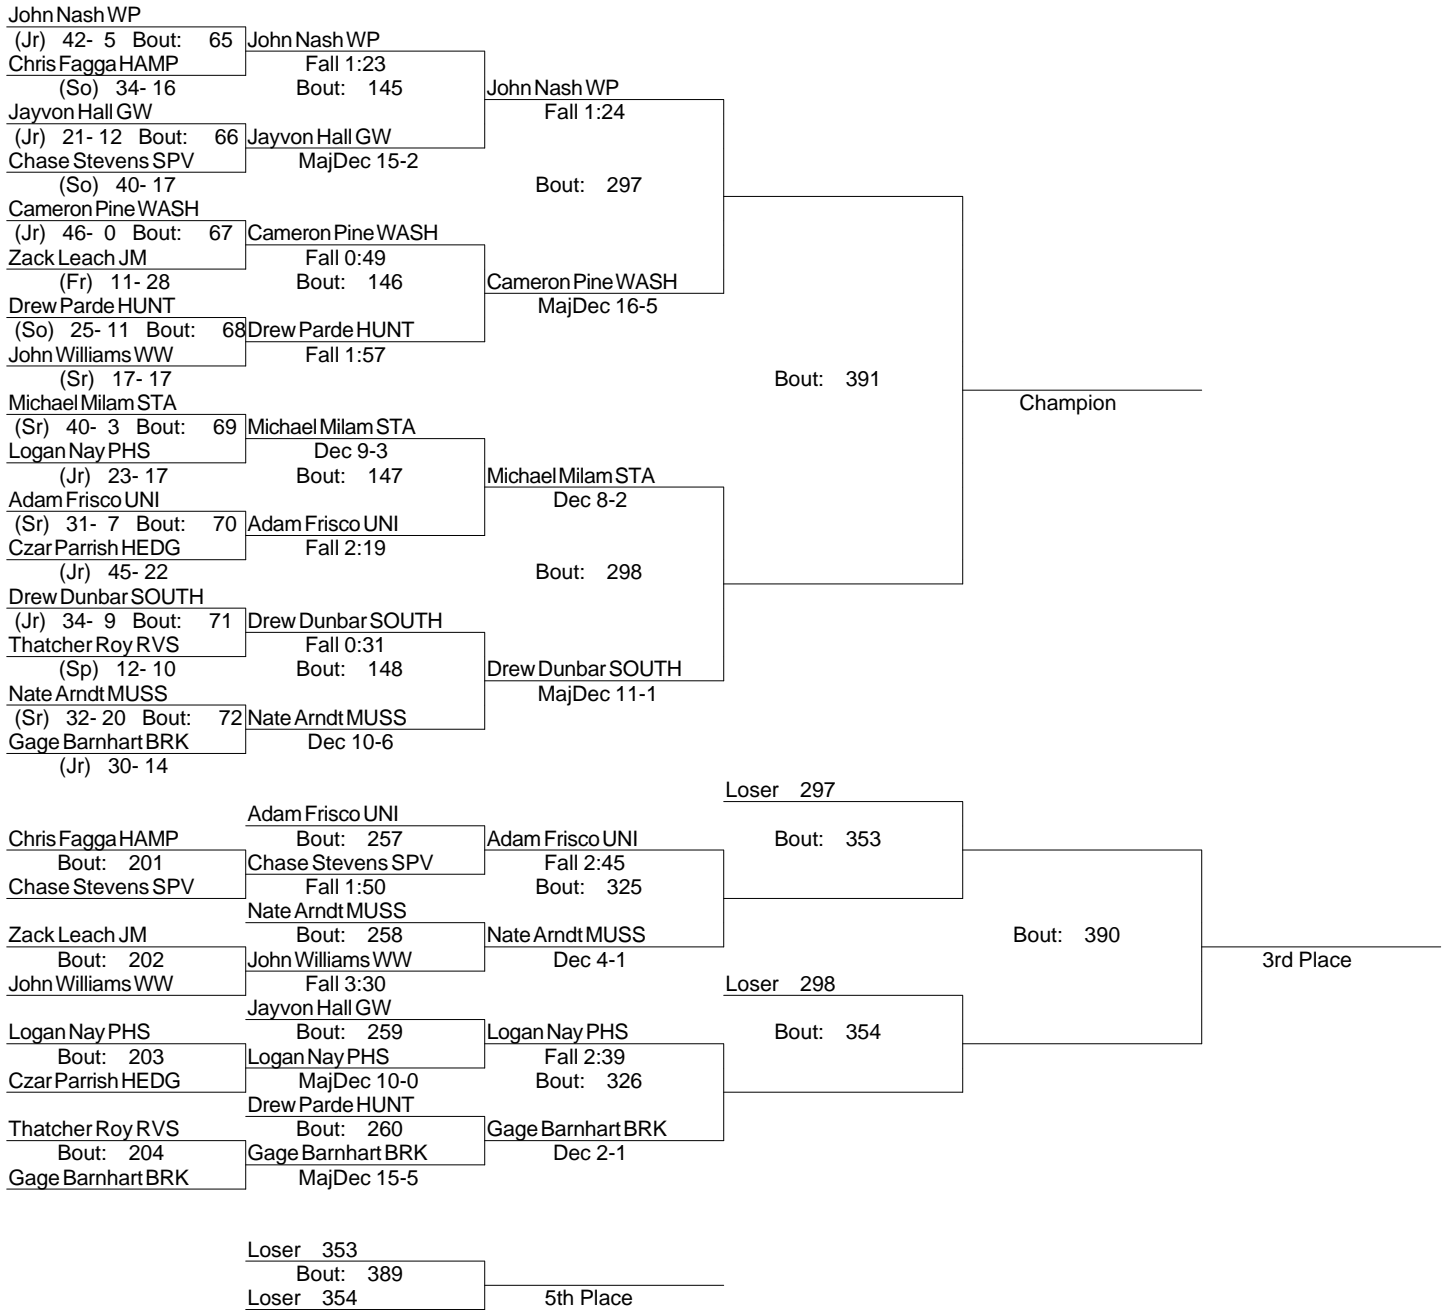 John Nash WP
(Jr) 42- 5 Bout: 65 John Nash WP
Chris Fagga HAMP Fall 1:23
(So) 34- 16 Bout: 145 John Nash WP
Jayvon Hall GW Fall 1:24
(Jr) 21- 12 Bout: 66 Jayvon Hall GW
Chase Stevens SPV MajDec 15-2
(So) 40- 17 Bout: 297
Cameron Pine WASH
(Jr) 46- 0 Bout: 67 Cameron Pine WASH
Zack Leach JM Fall 0:49
(Fr) 11- 28 Bout: 146 Cameron Pine WASH
Drew Parde HUNT MajDec 16-5
(So) 25- 11 Bout: 68 Drew Parde HUNT
John Williams WW Fall 1:57
(Sr) 17- 17 Bout: 391
Michael Milam STA Champion
(Sr) 40- 3 Bout: 69 Michael Milam STA
Logan Nay PHS Dec 9-3
(Jr) 23- 17 Bout: 147 Michael Milam STA
Adam Frisco UNI Dec 8-2
(Sr) 31- 7 Bout: 70 Adam Frisco UNI
Czar Parrish HEDG Fall 2:19
(Jr) 45- 22 Bout: 298
Drew Dunbar SOUTH
(Jr) 34- 9 Bout: 71 Drew Dunbar SOUTH
Thatcher Roy RVS Fall 0:31
(Sp) 12- 10 Bout: 148 Drew Dunbar SOUTH
Nate Arndt MUSS MajDec 11-1
(Sr) 32- 20 Bout: 72 Nate Arndt MUSS
Gage Barnhart BRK Dec 10-6
(Jr) 30- 14
Loser 297
Adam Frisco UNI
Chris Fagga HAMP Bout: 257 Adam Frisco UNI Bout: 353
Bout: 201 Chase Stevens SPV Fall 2:45
Chase Stevens SPV Fall 1:50 Bout: 325
Nate Arndt MUSS
Zack Leach JM Bout: 258 Nate Arndt MUSS Bout: 390
Bout: 202 John Williams WW Dec 4-1 3rd Place
John Williams WW Fall 3:30 Loser 298
Jayvon Hall GW
Logan Nay PHS Bout: 259 Logan Nay PHS Bout: 354
Bout: 203 Logan Nay PHS Fall 2:39
Czar Parrish HEDG MajDec 10-0 Bout: 326
Drew Parde HUNT
Thatcher Roy RVS Bout: 260 Gage Barnhart BRK
Bout: 204 Gage Barnhart BRK Dec 2-1
Gage Barnhart BRK MajDec 15-5
Loser 353
Bout: 389
Loser 354 5th Place